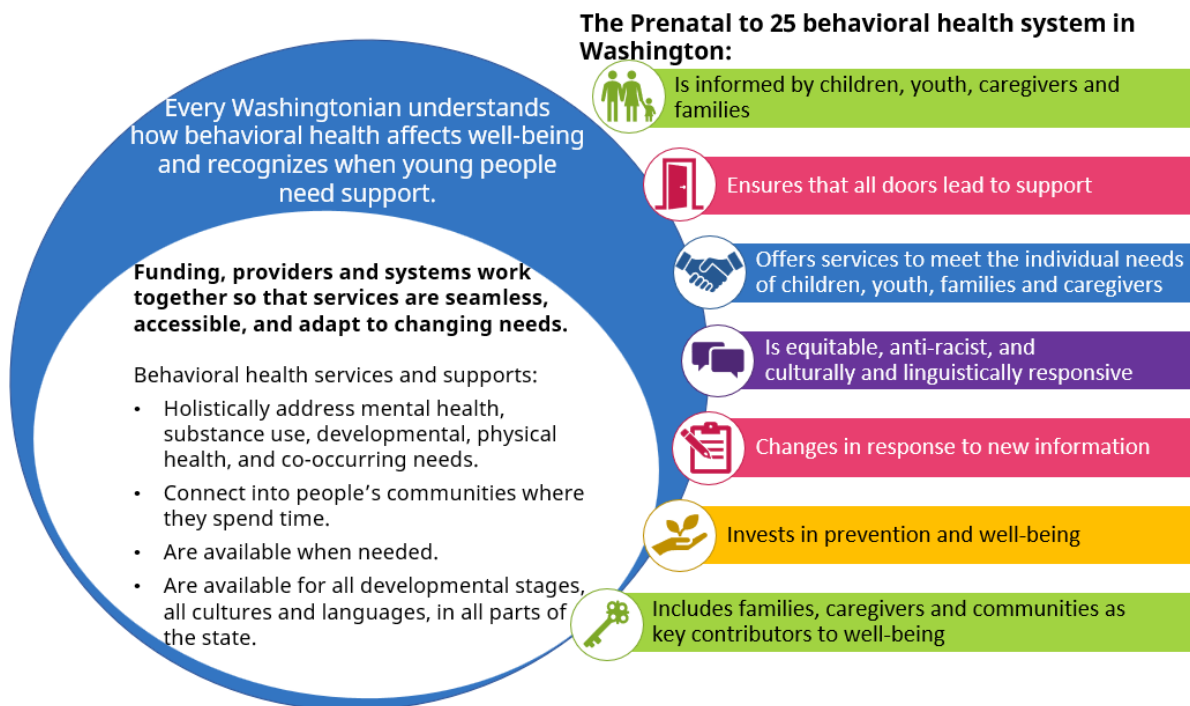 The Prenatal to 25 behavioral health system in
Washington:
Every Washingtonian understands
how behavioral health affects well-being
and recognizes when young people
need support.
Funding, providers and systems work
together so that services are seamless,
accessible, and adapt to changing needs.
Behavioral health services and supports:
• Holistically address mental health,
substance use, developmental, physical
health, and co-occurring needs.
• Connect into people’s communities where
they spend time.
• Are available when needed.
• Are available for all developmental stages,
all cultures and languages, in all parts of
the state.
Is informed by children, youth, caregivers and
families
Ensures that all doors lead to support
Offers services to meet the individual needs
of children, youth, families and caregivers
Is equitable, anti-racist, and
culturally and linguistically responsive
Changes in response to new information
Invests in prevention and well-being
Includes families, caregivers and communities as
key contributors to well-being